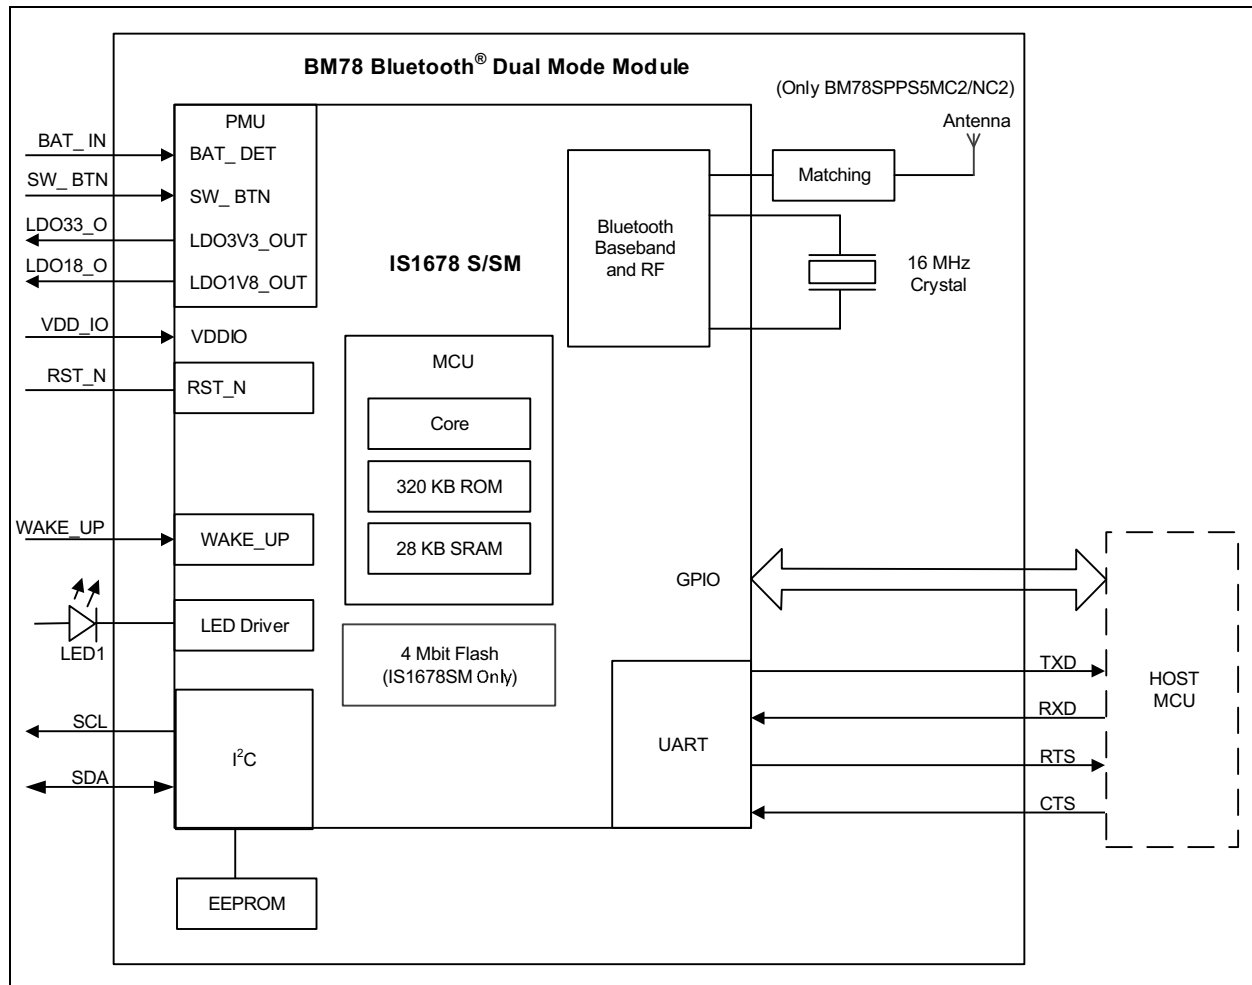 BM78 Bluetooth® Dual Mode Module
(Only BM78SPPS5MC2/NC2)
Antenna
PMU
BAT_ IN
BAT_ DET
SW_ BTN
SW_ BTN
LDO33_O
LDO3V3_OUT
LDO18_O
LDO1V8_OUT
VDD_IO
VDDIO
RST_N
RST_N
IS1678 S/SM
Bluetooth
Baseband
and RF
Matching
16 MHz
Crystal
MCU
Core
320 KB ROM
28 KB SRAM
WAKE_UP
WAKE_UP
GPIO
LED1
LED Driver
4 Mbit Flash
(IS1678SM Only)
SCL
SDA
I²C
EEPROM
UART
TXD
RXD
RTS
CTS
HOST
MCU